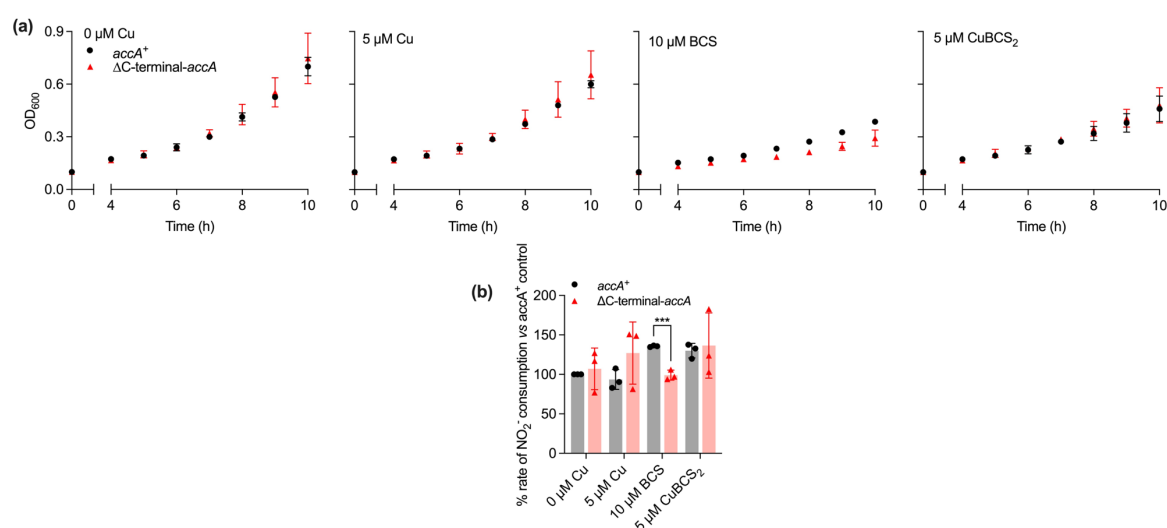 (a)
0 µM Cu
accA⁺
ΔC-terminal-accA
OD₆₀₀
0.9
0.6
0.3
0.0
0 4 6 8 10
Time (h)
5 µM Cu
0 4 6 8 10
Time (h)
10 µM BCS
0 4 6 8 10
Time (h)
5 µM CuBCS₂
0 4 6 8 10
Time (h)
(b)
accA⁺
ΔC-terminal-accA
% rate of NO₂⁻ consumption vs accA⁺ control
200
150
100
50
0
***
0 µM Cu
5 µM Cu
10 µM BCS
5 µM CuBCS₂